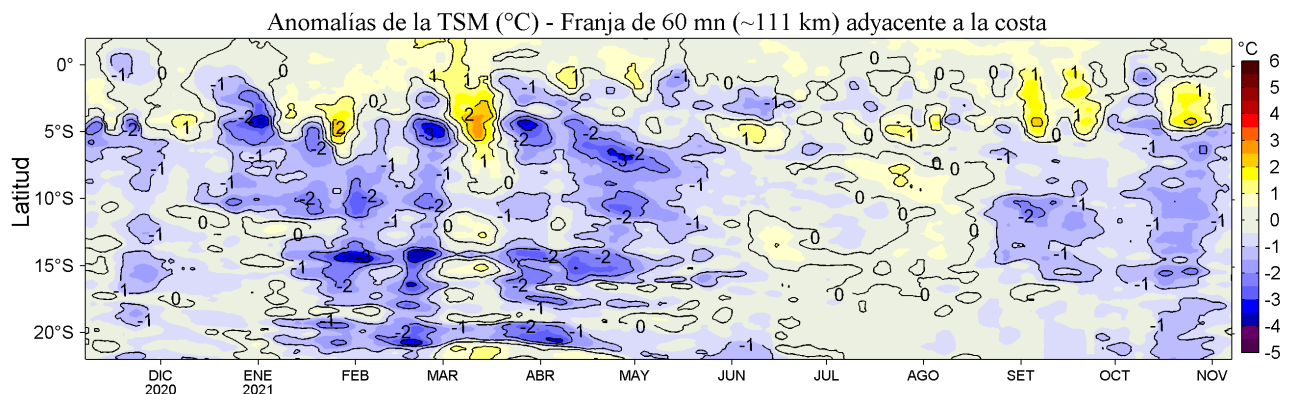 Anomalías de la TSM (°C) - Franja de 60 mn (~111 km) adyacente a la costa
°C
6
5
4
3
2
1
0
-1
-2
-3
-4
-5
Latitud
0°
5°S
10°S
15°S
20°S
DIC ENE FEB MAR ABR MAY JUN JUL AGO SET OCT NOV
2020 2021